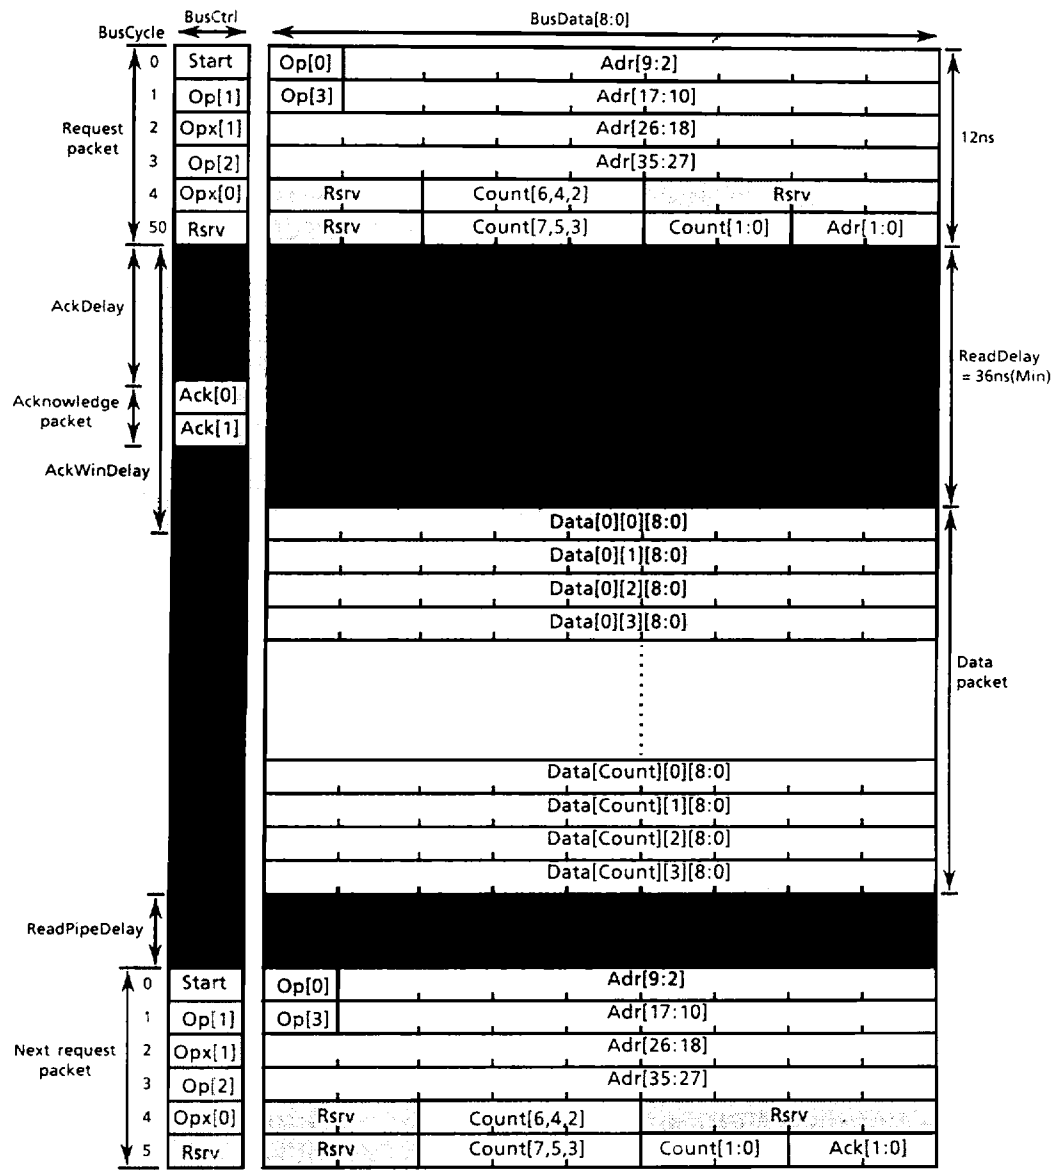 BusCtrl BusData[8:0]
BusCycle
0 Start Op[0] Adr[9:2]
1 Op[1] Op[3] Adr[17:10]
Request packet
2 Opx[1] Adr[26:18]
12ns
3 Op[2] Adr[35:27]
4 Opx[0] Rsrv Count[6,4,2] Rsrv
50 Rsrv Rsrv Count[7,5,3] Count[1:0] Adr[1:0]
AckDelay
ReadDelay
= 36ns(Min)
Acknowledge
packet
Ack[0]
Ack[1]
AckWinDelay
Data[0][0][8:0]
Data[0][1][8:0]
Data[0][2][8:0]
Data[0][3][8:0]
Data
packet
Data[Count][0][8:0]
Data[Count][1][8:0]
Data[Count][2][8:0]
Data[Count][3][8:0]
ReadPipeDelay
0 Start Op[0] Adr[9:2]
1 Op[1] Op[3] Adr[17:10]
Next request
packet
2 Opx[1] Adr[26:18]
3 Op[2] Adr[35:27]
4 Opx[0] Rsrv Count[6,4,2] Rsrv
5 Rsrv Rsrv Count[7,5,3] Count[1:0] Ack[1:0]